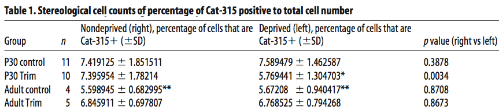 Table 1. Stereological cell counts of percentage of Cat-315 positive to total cell number
Nondeprived (right), percentage of cells that are Deprived (left), percentage of cells that are
Group n Cat-315+ (±SD) Cat-315+ (±SD) p value (right vs left)
P30 control 11 7.419125 ± 1.851511 7.589479 ± 1.462587 0.3878
P30 Trim 10 7.395954 ± 1.78214 5.769441 ± 1.304703* 0.0034
Adult control 4 5.598945 ± 0.682995** 5.67208 ± 0.940417** 0.8708
Adult Trim 5 6.845911 ± 0.697807 6.768525 ± 0.794268 0.8673